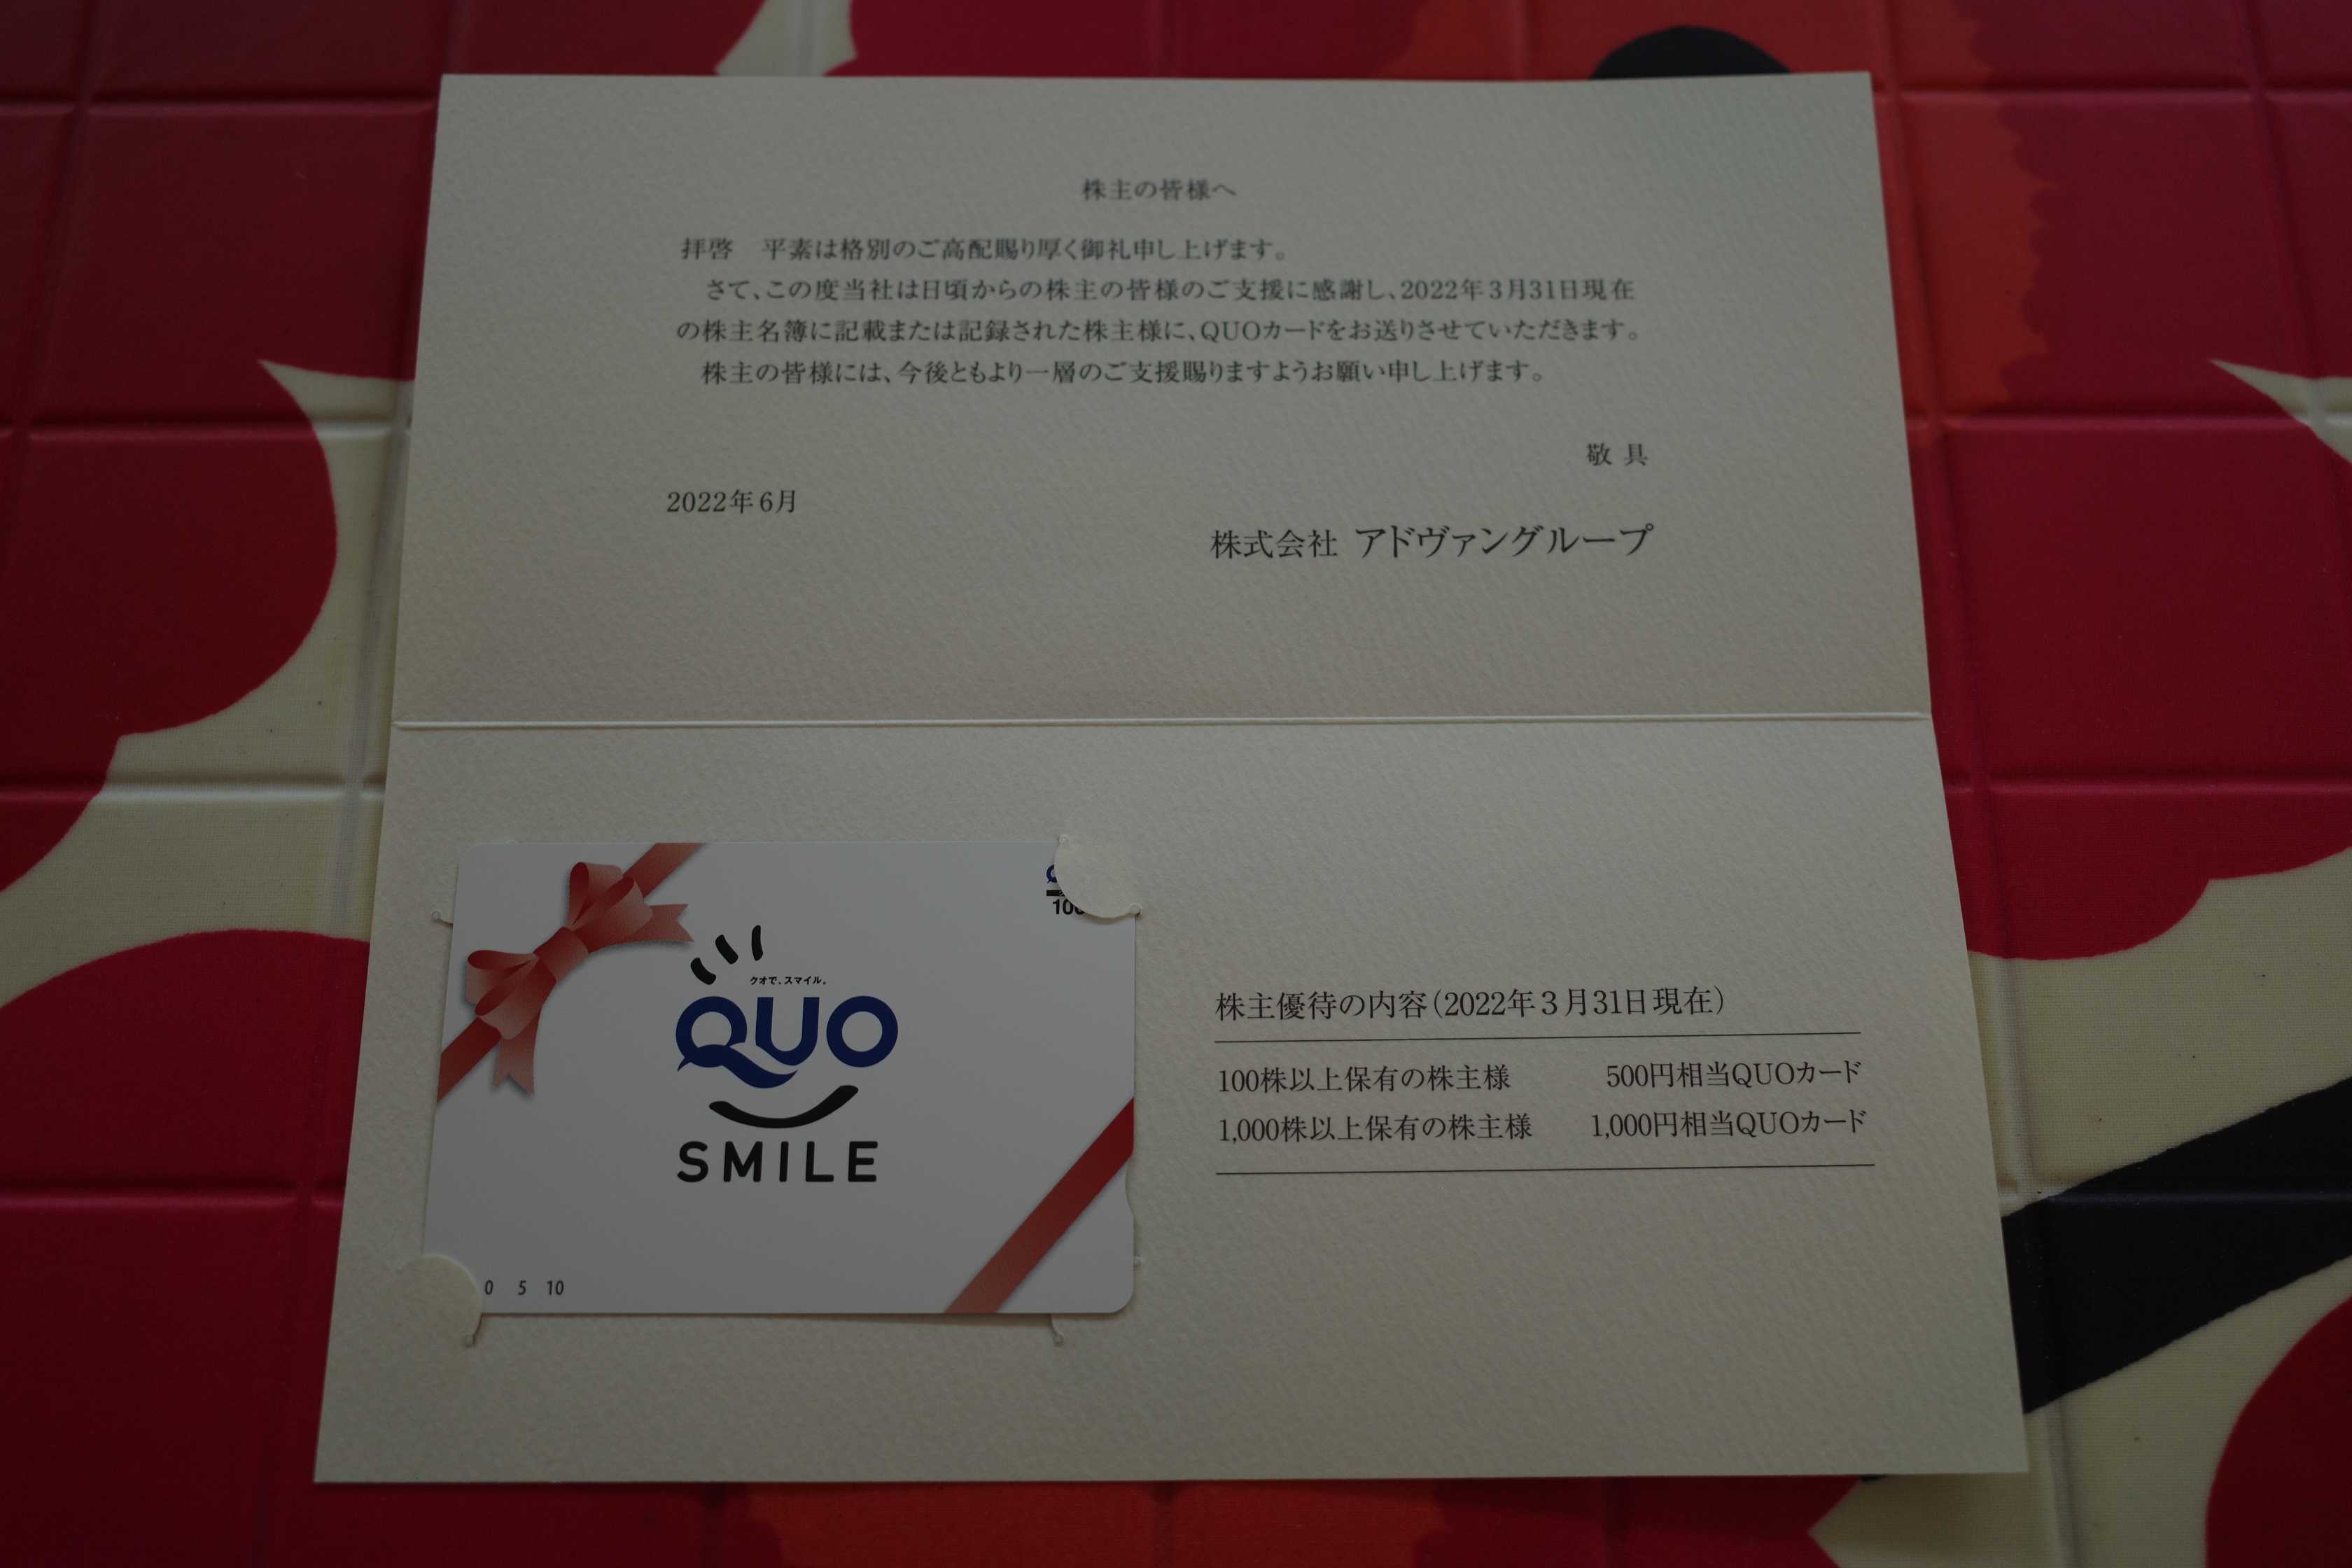 株主の皆様へ
拝啓　平素は格別のご高配賜り厚く御礼申し上げます。
さて、この度当社は日頃からの株主の皆様のご支援に感謝し、2022年3月31日現在
の株主名簿に記載または記録された株主様に、QUOカードをお送りさせていただきます。
株主の皆様には、今後ともより一層のご支援賜りますようお願い申し上げます。
敬 具
2022年6月
株式会社 アドヴァングループ
クオで、スマイル。
QUO
SMILE
0 5 10
株主優待の内容(2022年3月31日現在)
100株以上保有の株主様 500円相当QUOカード
1,000株以上保有の株主様 1,000円相当QUOカード